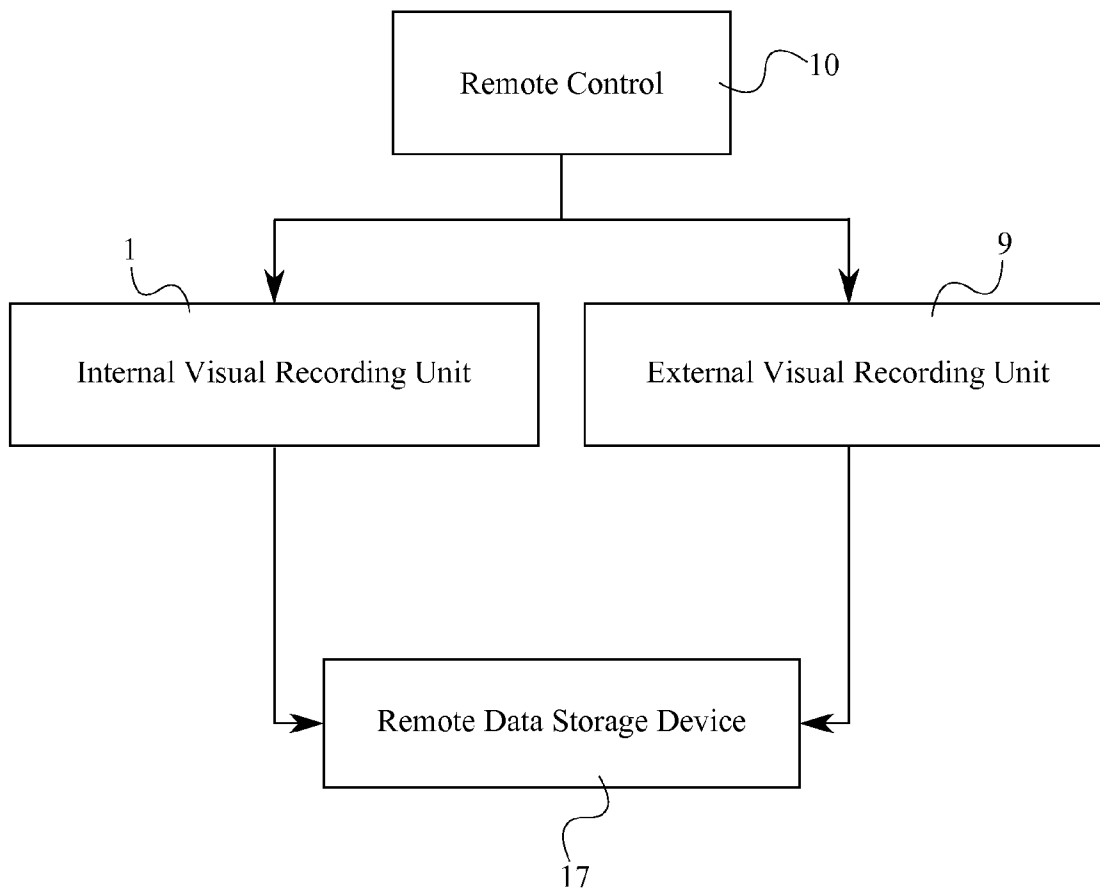 Remote Control
10
1
9
Internal Visual Recording Unit
External Visual Recording Unit
Remote Data Storage Device
17